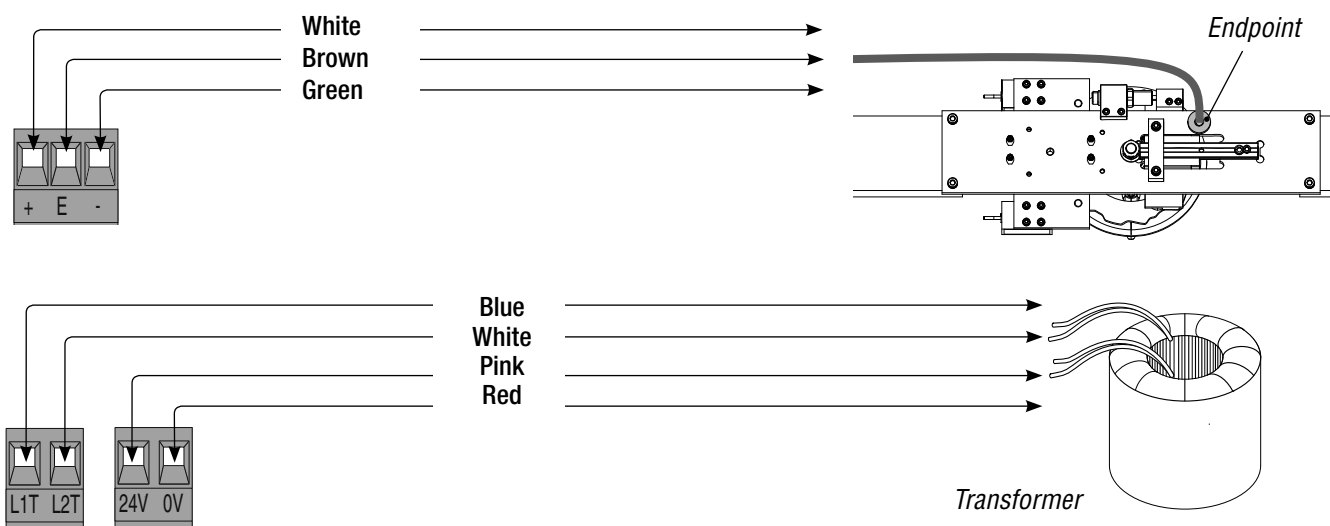 White
Brown
Green
Endpoint
+ E -
Blue
White
Pink
Red
L1T L2T 24V 0V
Transformer